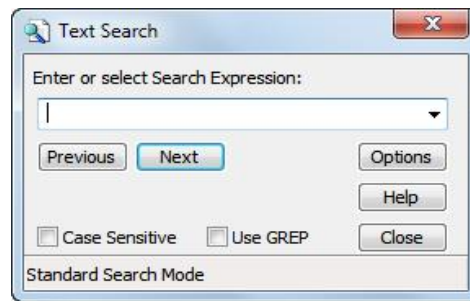 Text Search
Enter or select Search Expression:
Previous Next Options
Help
Case Sensitive Use GREP Close
Standard Search Mode